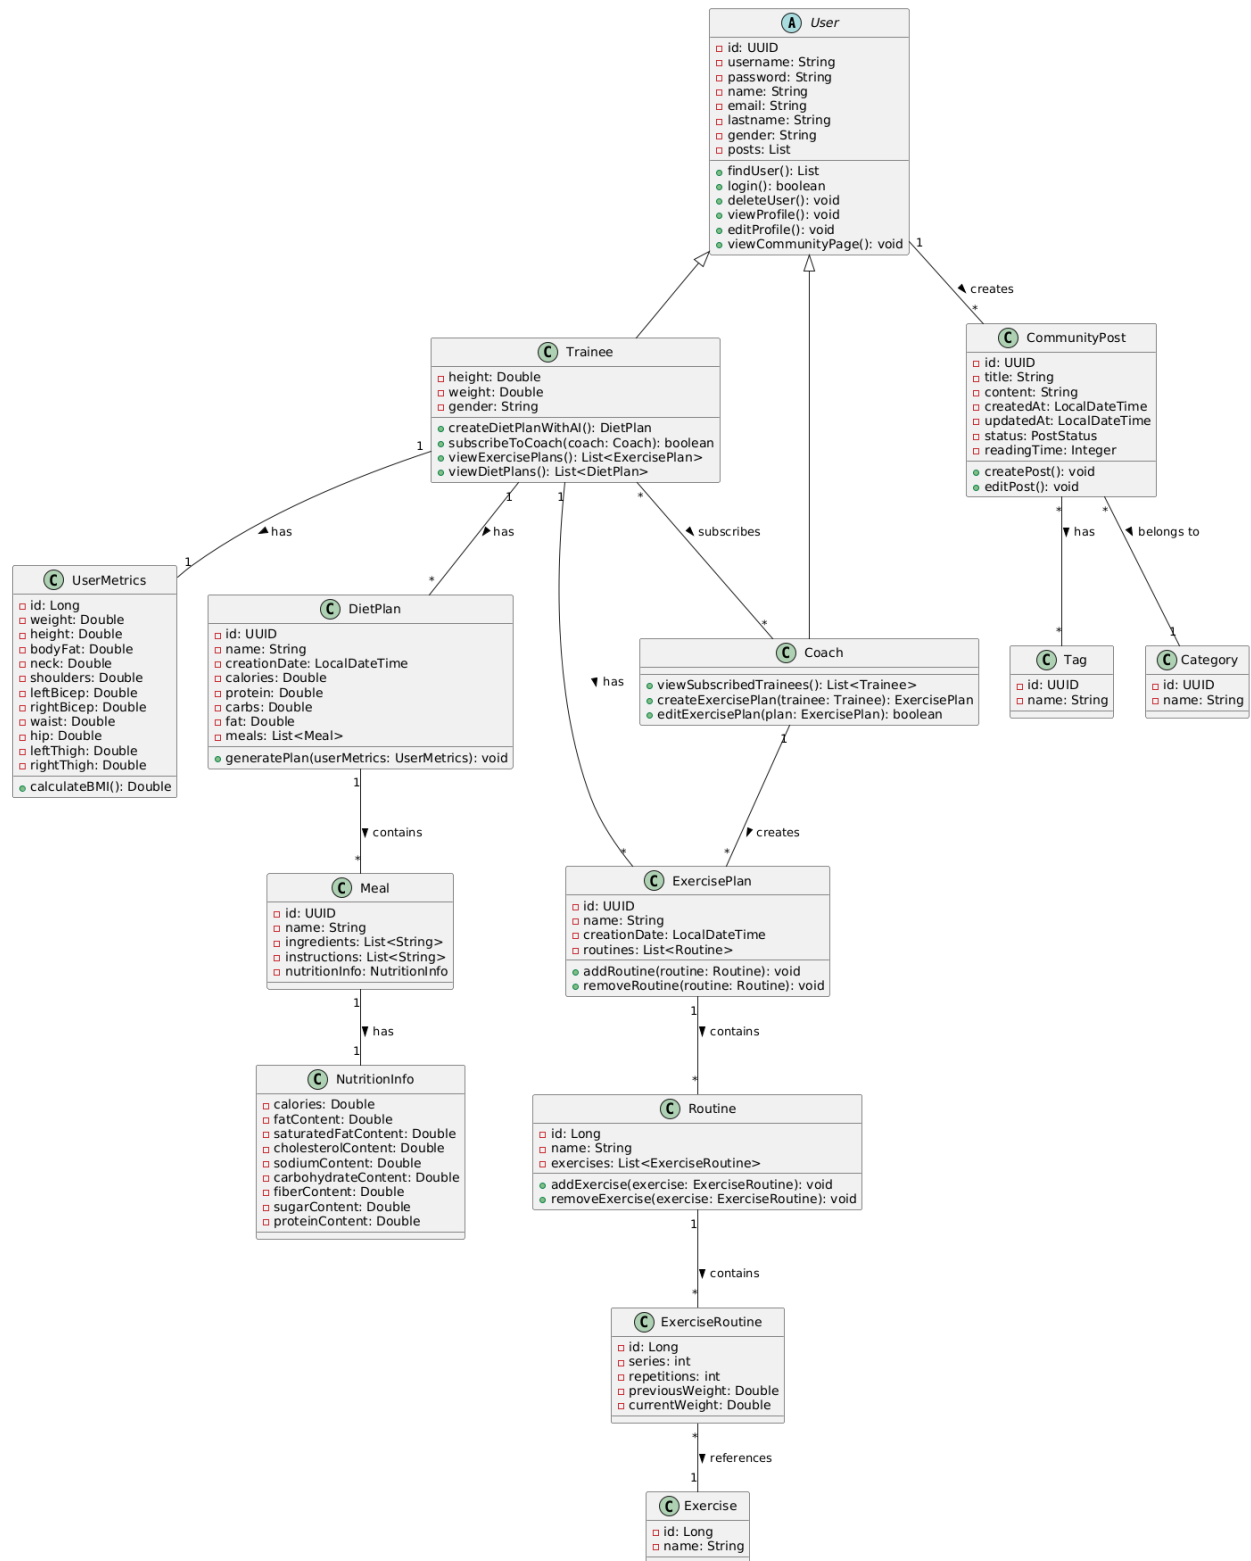 A User
id: UUID
username: String
password: String
name: String
email: String
lastname: String
gender: String
posts: List
findUser(): List
login(): boolean
deleteUser(): void
viewProfile(): void
editProfile(): void
viewCommunityPage(): void
1
creates
*
C Trainee
height: Double
weight: Double
gender: String
createDietPlanWithAI(): DietPlan
subscribeToCoach(coach: Coach): boolean
viewExercisePlans(): List<ExercisePlan>
viewDietPlans(): List<DietPlan>
C CommunityPost
id: UUID
title: String
content: String
createdAt: LocalDateTime
updatedAt: LocalDateTime
status: PostStatus
readingTime: Integer
createPost(): void
editPost(): void
1
has
1
1
has
*
1
has
*
*
subscribes
*
*
has
*
*
belongs to
1
C UserMetrics
id: Long
weight: Double
height: Double
bodyFat: Double
neck: Double
shoulders: Double
leftBicep: Double
rightBicep: Double
waist: Double
hip: Double
leftThigh: Double
rightThigh: Double
calculateBMI(): Double
C DietPlan
id: UUID
name: String
creationDate: LocalDateTime
calories: Double
protein: Double
carbs: Double
fat: Double
meals: List<Meal>
generatePlan(userMetrics: UserMetrics): void
C Coach
viewSubscribedTrainees(): List<Trainee>
createExercisePlan(trainee: Trainee): ExercisePlan
editExercisePlan(plan: ExercisePlan): boolean
C Tag
id: UUID
name: String
C Category
id: UUID
name: String
1
contains
*
1
creates
*
C Meal
id: UUID
name: String
ingredients: List<String>
instructions: List<String>
nutritionInfo: NutritionInfo
C ExercisePlan
id: UUID
name: String
creationDate: LocalDateTime
routines: List<Routine>
addRoutine(routine: Routine): void
removeRoutine(routine: Routine): void
1
has
1
1
contains
*
C NutritionInfo
calories: Double
fatContent: Double
saturatedFatContent: Double
cholesterolContent: Double
sodiumContent: Double
carbohydrateContent: Double
fiberContent: Double
sugarContent: Double
proteinContent: Double
C Routine
id: Long
name: String
exercises: List<ExerciseRoutine>
addExercise(exercise: ExerciseRoutine): void
removeExercise(exercise: ExerciseRoutine): void
1
contains
*
C ExerciseRoutine
id: Long
series: int
repetitions: int
previousWeight: Double
currentWeight: Double
*
references
1
C Exercise
id: Long
name: String